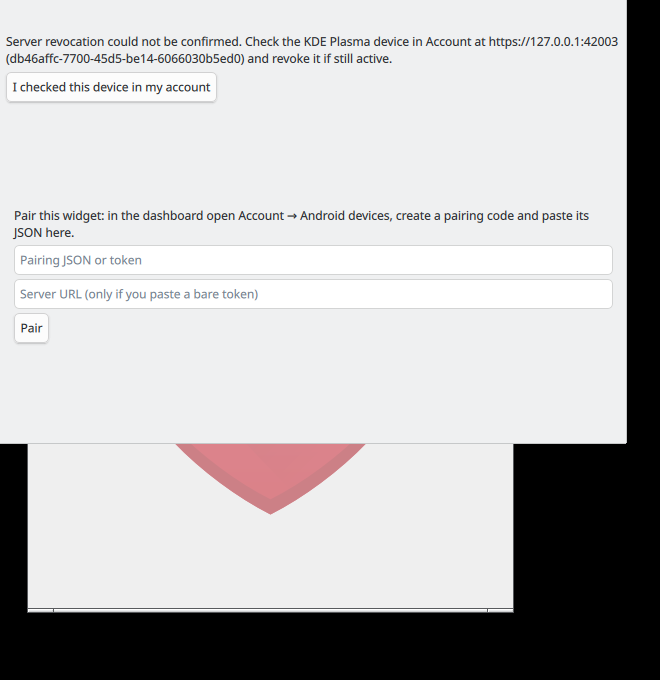 Server revocation could not be confirmed. Check the KDE Plasma device in Account at https://127.0.0.1:42003
(db46affc-7700-45d5-be14-6066030b5ed0) and revoke it if still active.
I checked this device in my account
Pair this widget: in the dashboard open Account → Android devices, create a pairing code and paste its
JSON here.
Pairing JSON or token
Server URL (only if you paste a bare token)
Pair